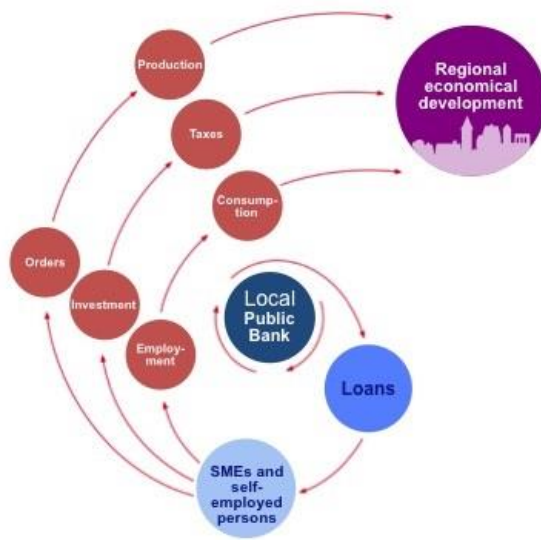 Production
Regional
economical
development
Taxes
Consump-
tion
Orders
Investment
Local
Public
Bank
Employ-
ment
Loans
SMEs and
self-
employed
persons